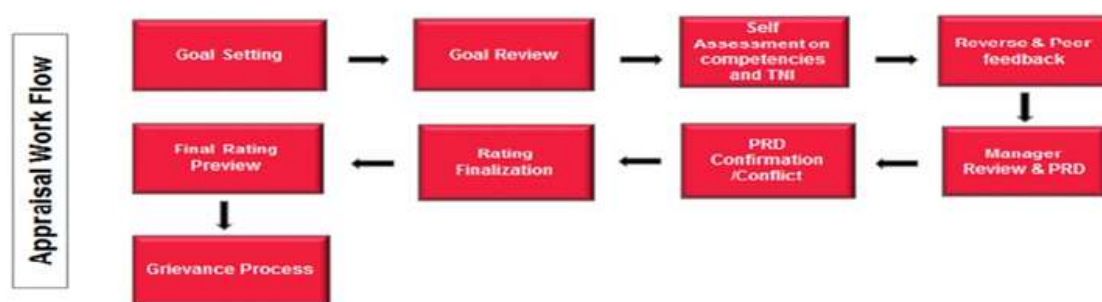 Appraisal Work Flow
Goal Setting
Goal Review
Self
Assessment on
competencies
and TNI
Reverse & Peer
feedback
Manager
Review & PRD
PRD
Confirmation
/Conflict
Rating
Finalization
Final Rating
Preview
Grievance Process